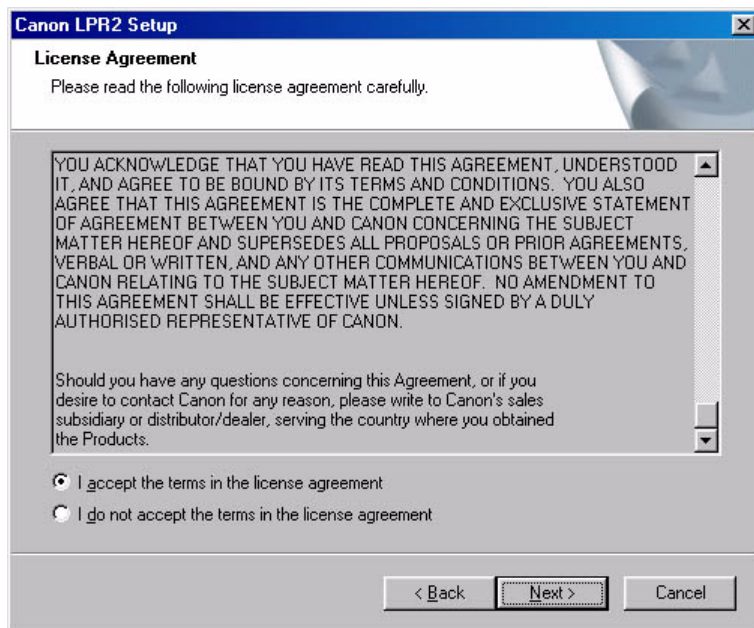 Canon LPR2 Setup
License Agreement
Please read the following license agreement carefully.
YOU ACKNOWLEDGE THAT YOU HAVE READ THIS AGREEMENT, UNDERSTOOD
IT, AND AGREE TO BE BOUND BY ITS TERMS AND CONDITIONS.  YOU ALSO
AGREE THAT THIS AGREEMENT IS THE COMPLETE AND EXCLUSIVE STATEMENT
OF AGREEMENT BETWEEN YOU AND CANON CONCERNING THE SUBJECT
MATTER HEREOF AND SUPERSEDES ALL PROPOSALS OR PRIOR AGREEMENTS,
VERBAL OR WRITTEN, AND ANY OTHER COMMUNICATIONS BETWEEN YOU AND
CANON RELATING TO THE SUBJECT MATTER HEREOF.  NO AMENDMENT TO
THIS AGREEMENT SHALL BE EFFECTIVE UNLESS SIGNED BY A DULY
AUTHORISED REPRESENTATIVE OF CANON.
Should you have any questions concerning this Agreement, or if you
desire to contact Canon for any reason, please write to Canon's sales
subsidiary or distributor/dealer, serving the country where you obtained
the Products.
I accept the terms in the license agreement
I do not accept the terms in the license agreement
< Back Next > Cancel